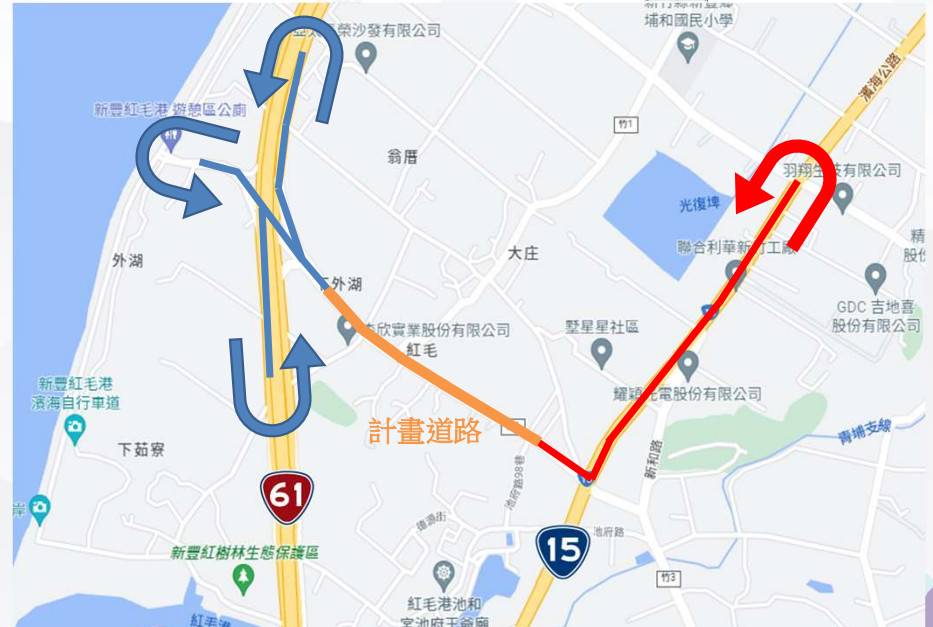 埔和國民小學
榮沙發有限公司
濱海公路
新豐紅毛港 遊憩區公廁
竹1
翁厝
羽翔生技有限公司
光復埤
大庄
聯合利華新竹工廠
精
股份
外湖
下外湖
GDC 吉地喜
股份有限公司
欣實業股份有限公司
紅毛
墅星星社區
新豐紅毛港
濱海自行車道
耀穎光電股份有限公司
計畫道路
青埔支線
下茹寮
新和路
池府路98巷
岸
61
15
池府路
新豐紅樹林生態保護區
竹3
紅毛港池和
宮池府王爺廟
紅毛港